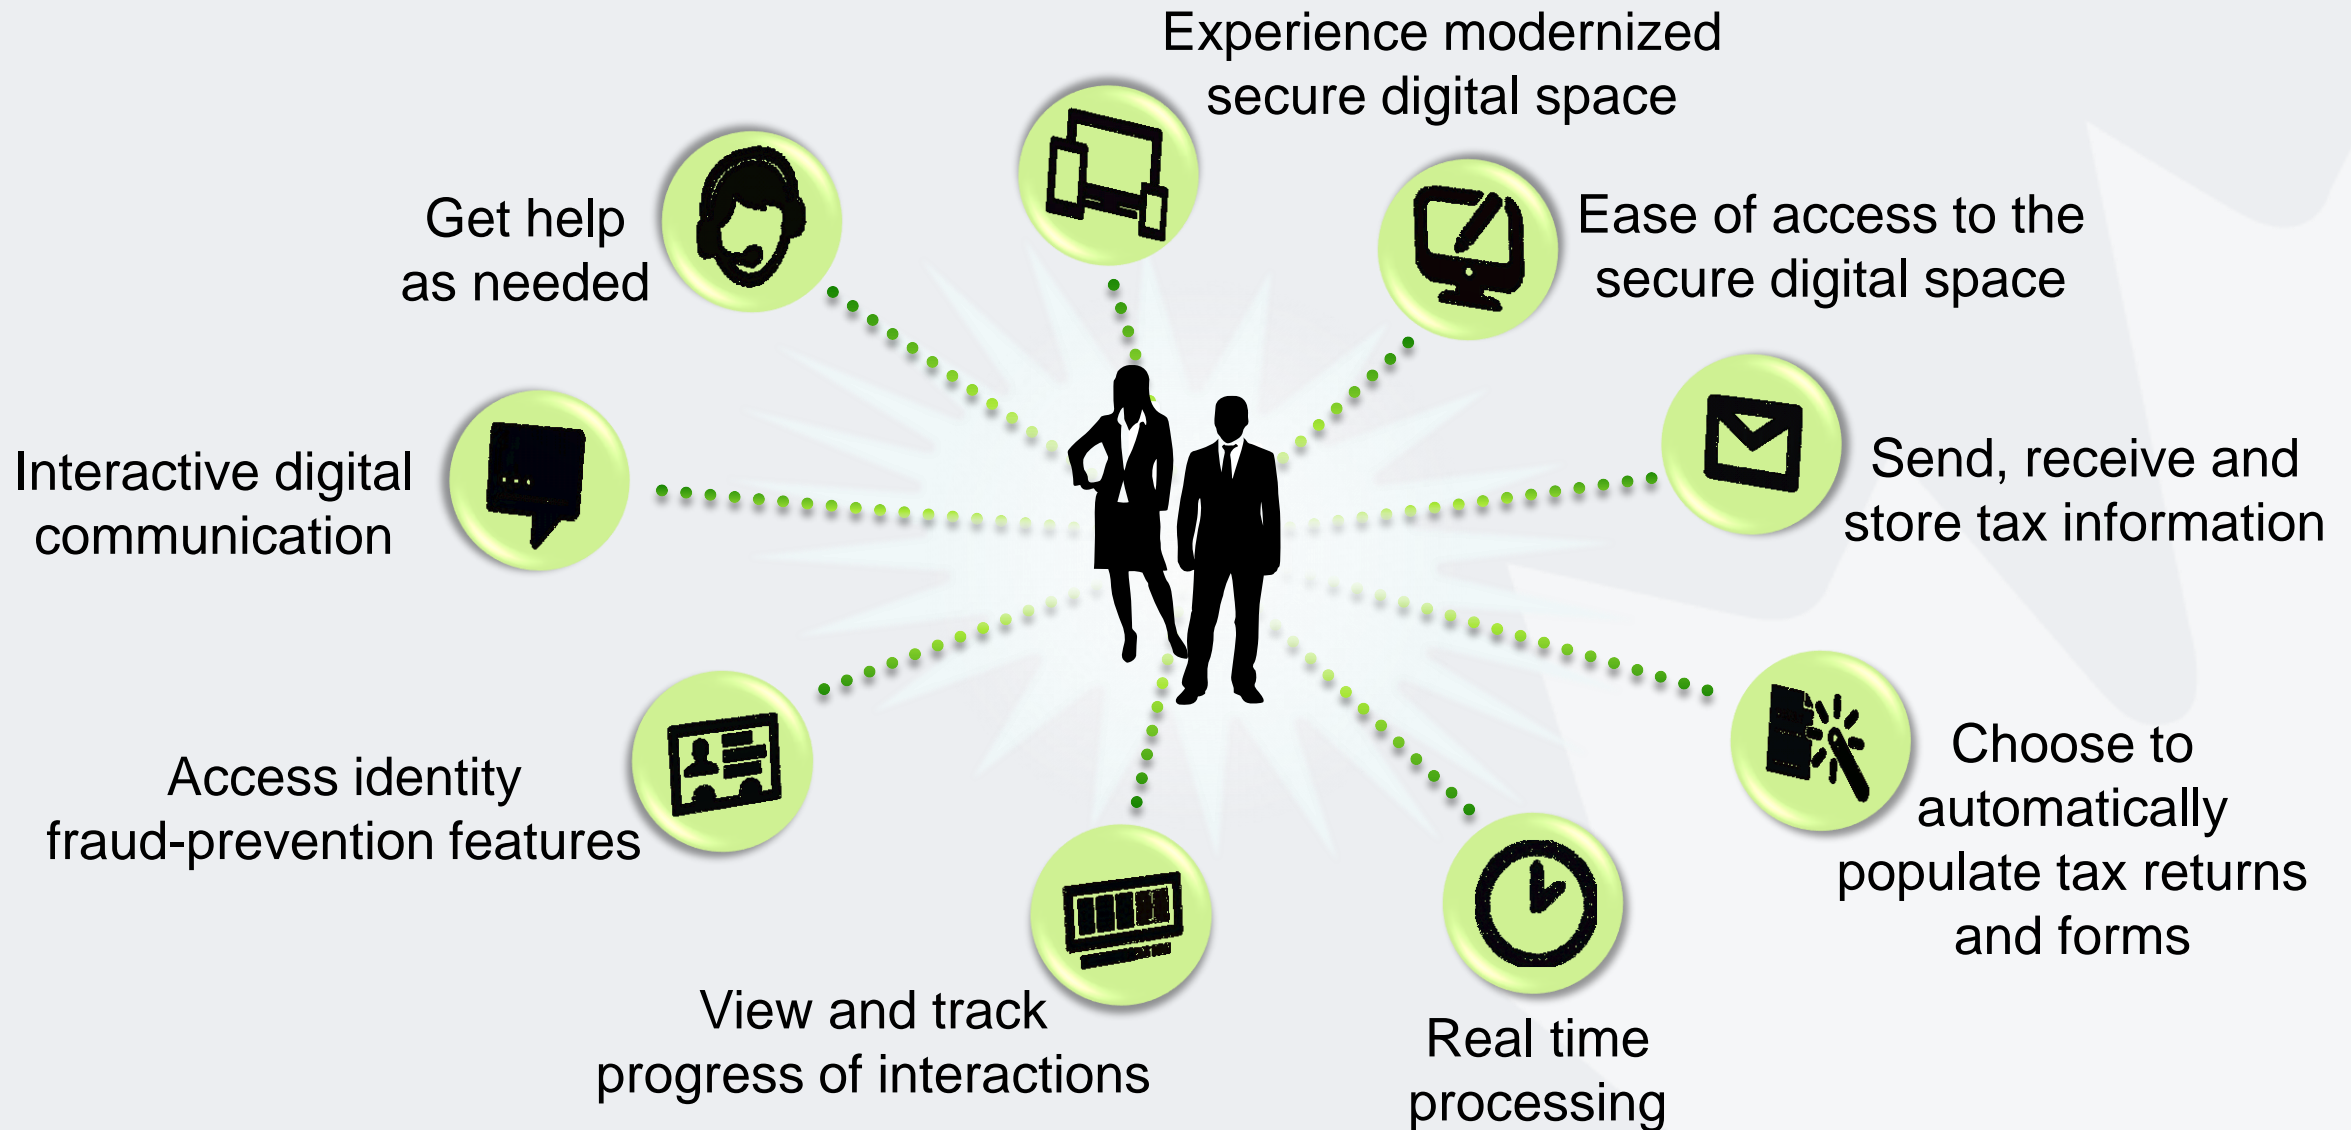 Experience modernized
secure digital space
Ease of access to the
secure digital space
Send, receive and
store tax information
Choose to
automatically
populate tax returns
and forms
Real time
processing
View and track
progress of interactions
Access identity
fraud-prevention features
Interactive digital
communication
Get help
as needed